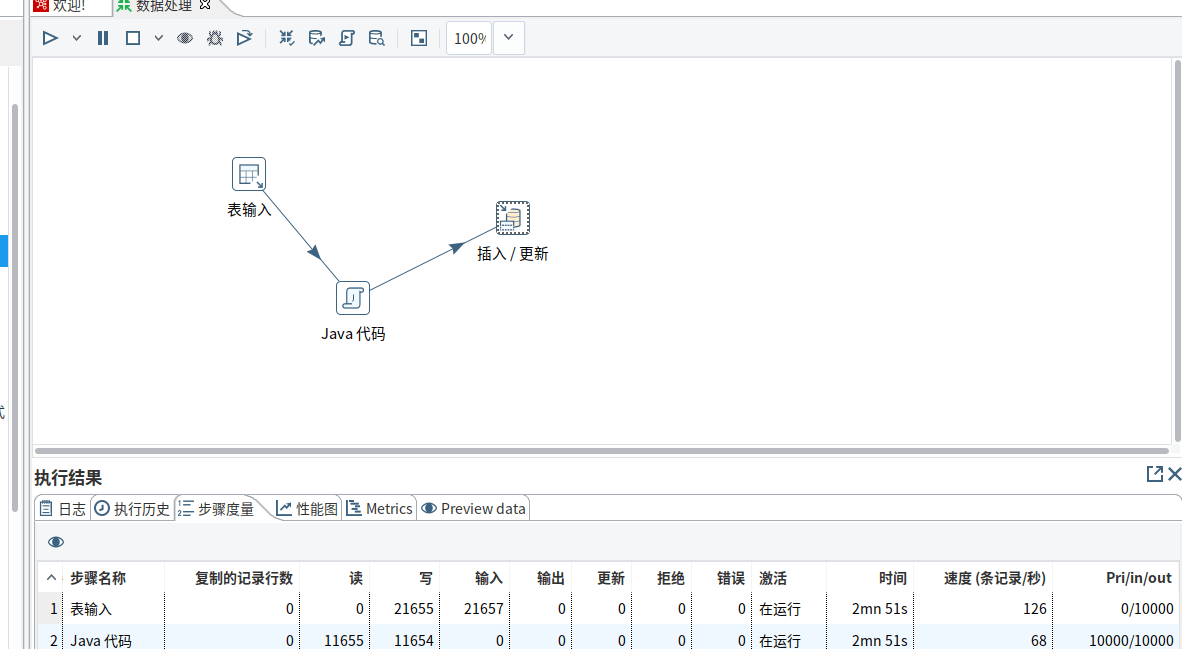 欢迎!
数据处理
100%
表输入
插入 / 更新
Java 代码
执行结果
日志 执行历史 步骤度量 性能图 Metrics Preview data
步骤名称 复制的记录行数 读 写 输入 输出 更新 拒绝 错误 激活 时间 速度 (条记录/秒) Pri/in/out
1 表输入 0 0 21655 21657 0 0 0 0 在运行 2mn 51s 126 0/10000
2 Java 代码 0 11655 11654 0 0 0 0 0 在运行 2mn 51s 68 10000/10000